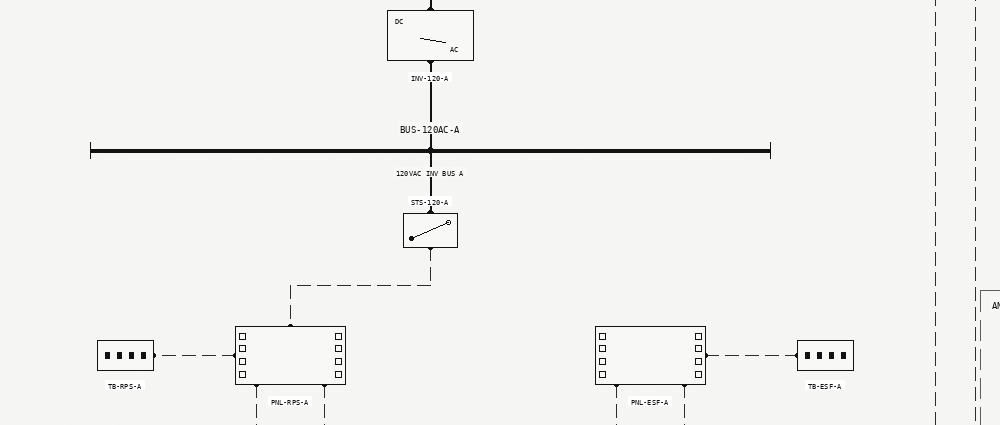 DC
AC
INV-120-A
BUS-120AC-A
120VAC INV BUS A
STS-120-A
AN
TB-RPS-A
PNL-RPS-A
PNL-ESF-A
TB-ESF-A